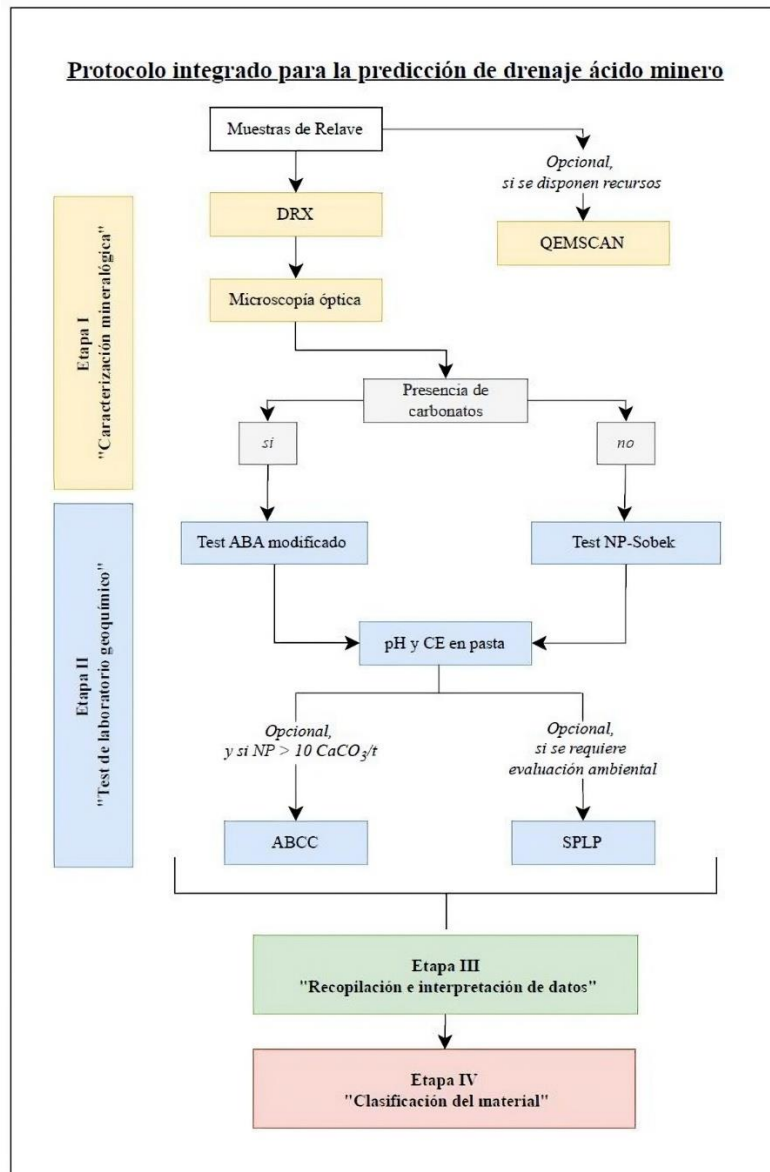 Protocolo integrado para la predicción de drenaje ácido minero
Muestras de Relave
Opcional,
si se disponen recursos
DRX
QEMSCAN
Microscopía óptica
Etapa I
"Caracterización mineralógica"
Presencia de
carbonatos
si
no
Etapa II
"Test de laboratorio geoquímico"
Test ABA modificado
Test NP-Sobek
pH y CE en pasta
Opcional,
y si NP > 10 CaCO₃/t
Opcional,
si se requiere
evaluación ambiental
ABCC
SPLP
Etapa III
"Recopilación e interpretación de datos"
Etapa IV
"Clasificación del material"